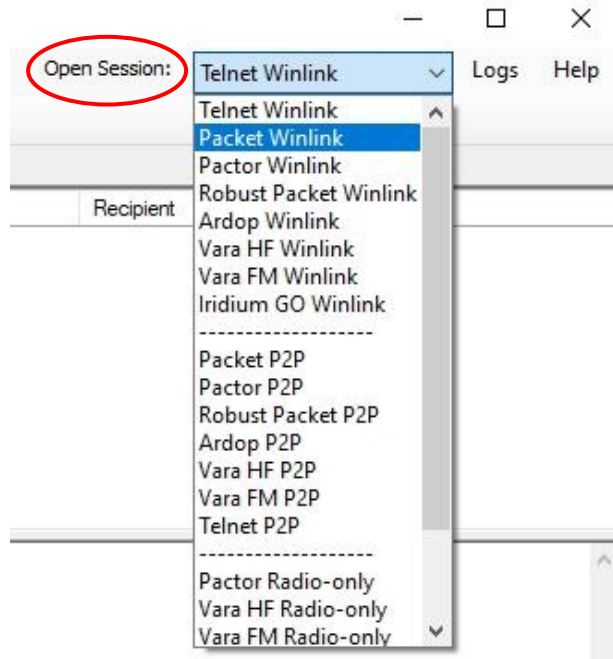 Open Session: Telnet Winlink Logs Help
Telnet Winlink
Packet Winlink
Pactor Winlink
Robust Packet Winlink
Recipient
Ardop Winlink
Vara HF Winlink
Vara FM Winlink
Iridium GO Winlink
-------------------
Packet P2P
Pactor P2P
Robust Packet P2P
Ardop P2P
Vara HF P2P
Vara FM P2P
Telnet P2P
-------------------
Pactor Radio-only
Vara HF Radio-only
Vara FM Radio-only